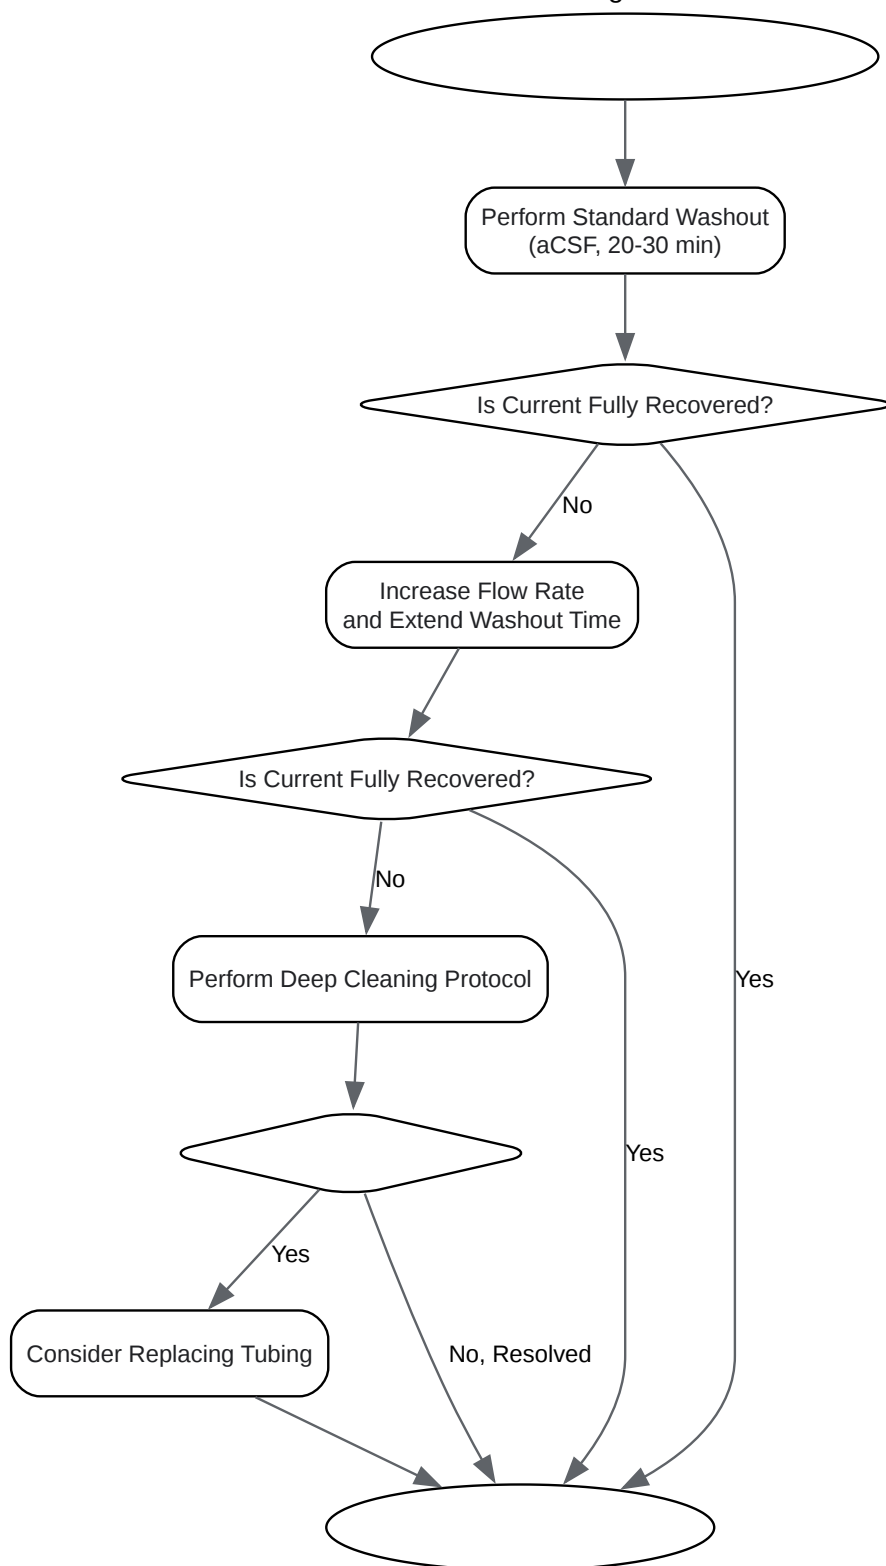 Perform Standard Washout
(aCSF, 20-30 min)
Is Current Fully Recovered?
No
Increase Flow Rate
and Extend Washout Time
Is Current Fully Recovered?
No
Perform Deep Cleaning Protocol
Yes
Yes
Yes
Consider Replacing Tubing
No, Resolved